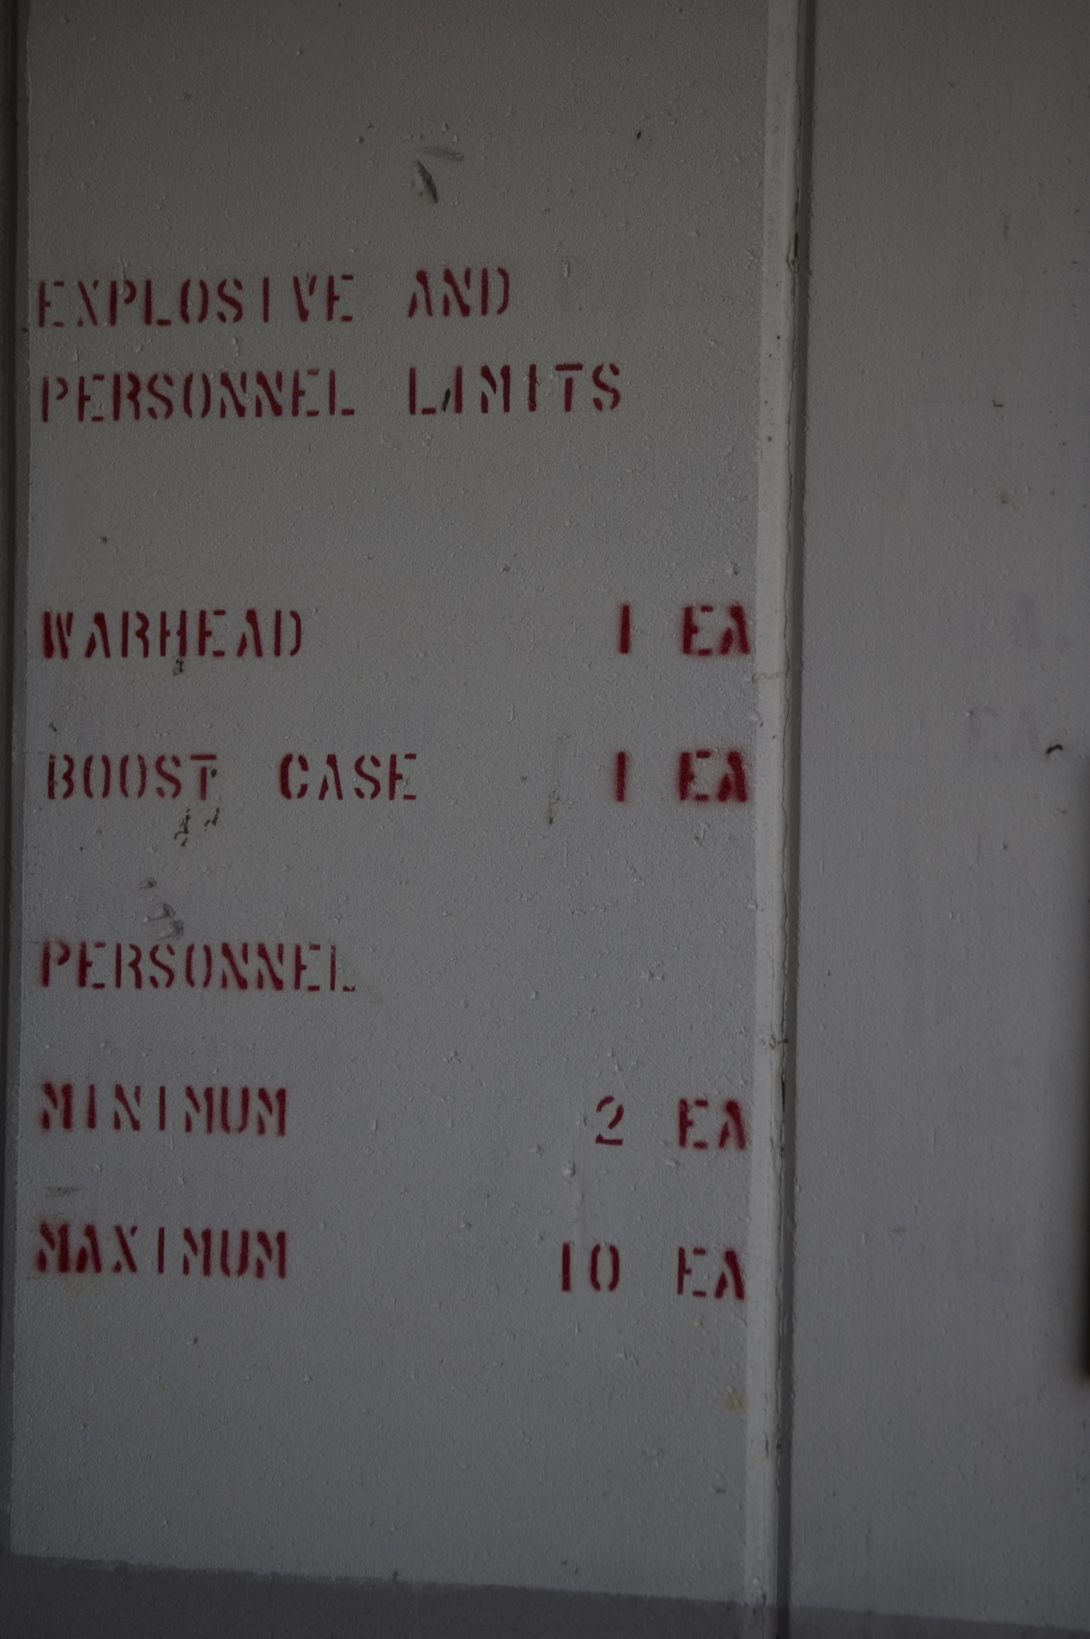 EXPLOSIVE AND
PERSONNEL LIMITS
WARHEAD 1 EA
BOOST CASE 1 EA
PERSONNEL
MINIMUM 2 EA
MAXIMUM 10 EA